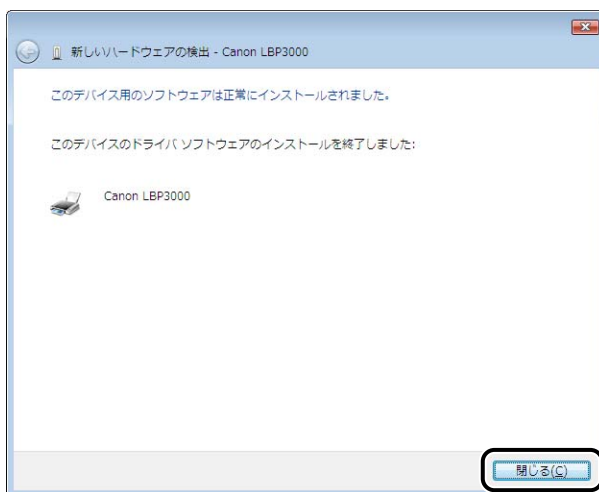 新しいハードウェアの検出 - Canon LBP3000
このデバイス用のソフトウェアは正常にインストールされました。
このデバイスのドライバ ソフトウェアのインストールを終了しました:
Canon LBP3000
閉じる(C)